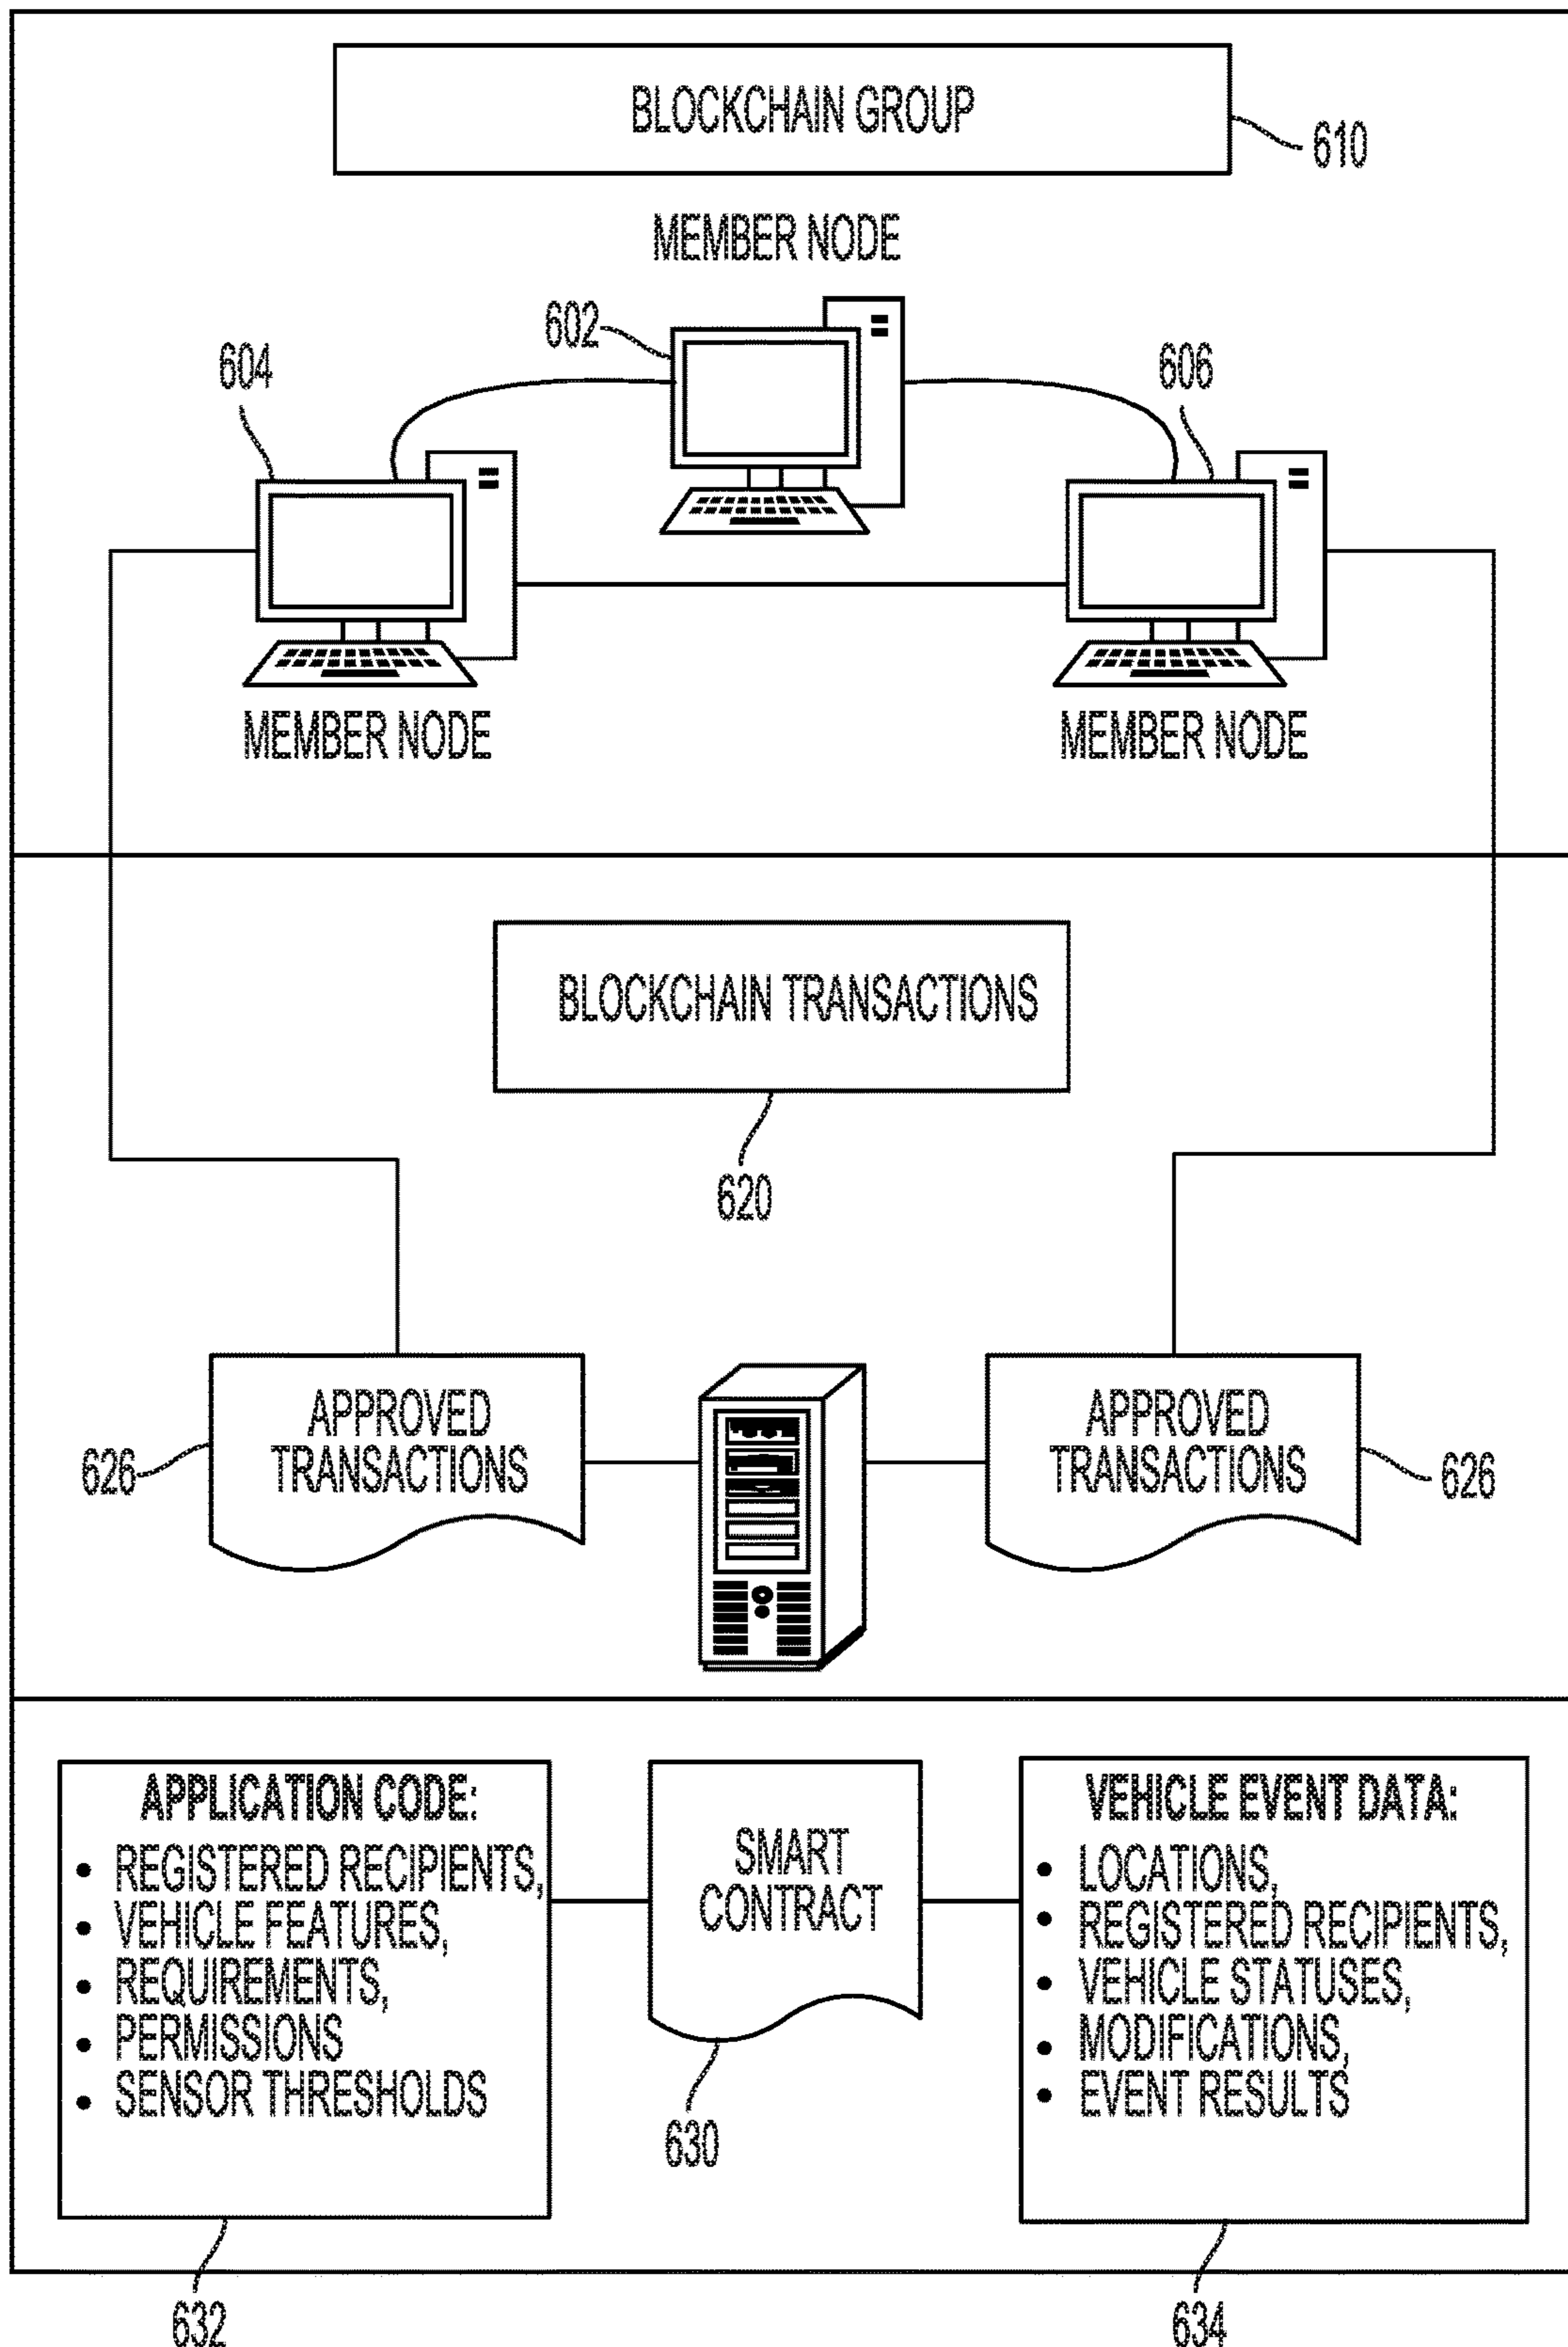 BLOCKCHAIN GROUP
610
MEMBER NODE
602
604
606
MEMBER NODE
MEMBER NODE
BLOCKCHAIN TRANSACTIONS
620
APPROVED
TRANSACTIONS
626
APPROVED
TRANSACTIONS
626
APPLICATION CODE:
• REGISTERED RECIPIENTS,
• VEHICLE FEATURES,
• REQUIREMENTS,
• PERMISSIONS
• SENSOR THRESHOLDS
632
SMART
CONTRACT
630
VEHICLE EVENT DATA:
• LOCATIONS,
• REGISTERED RECIPIENTS,
• VEHICLE STATUSES,
• MODIFICATIONS,
• EVENT RESULTS
634